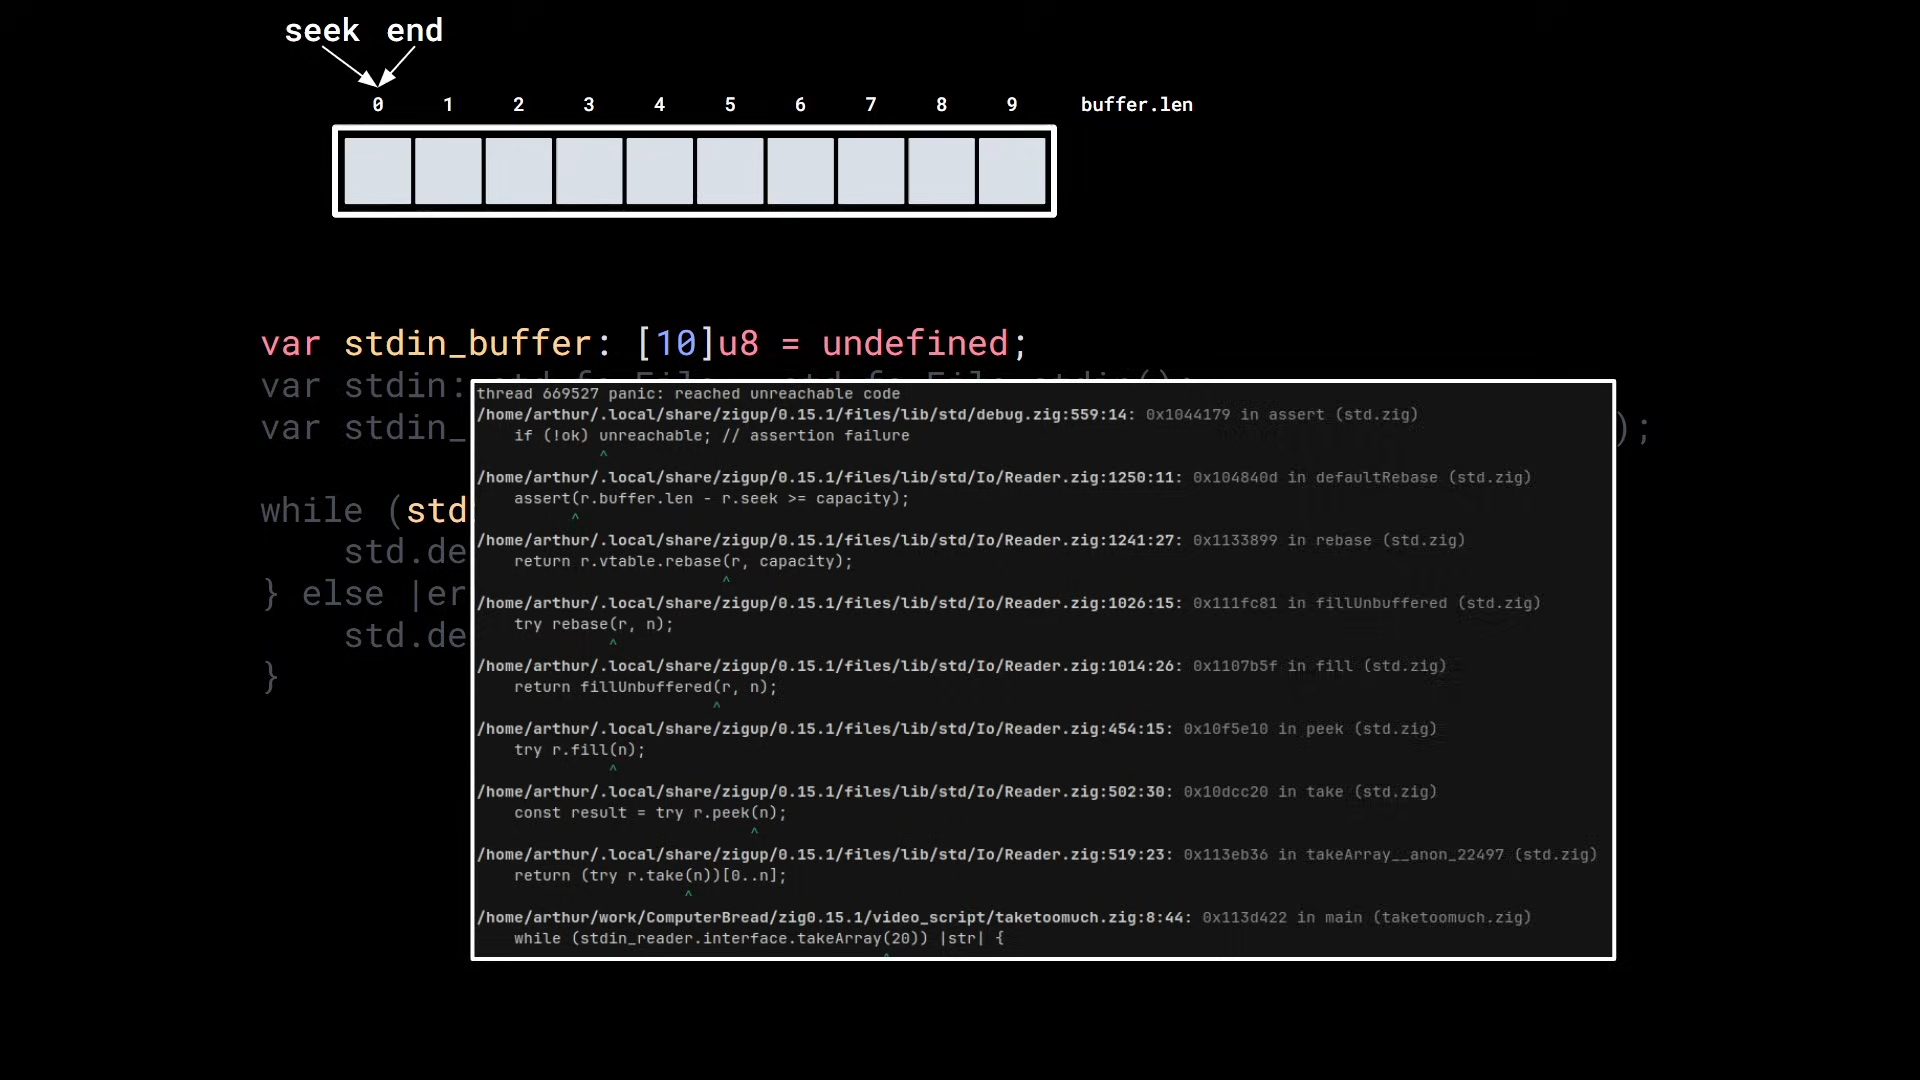 seek end
0 1 2 3 4 5 6 7 8 9 buffer.len
var stdin_buffer: [10]u8 = undefined;
var stdin:
var stdin_ );
while (std
std.de
} else |er
std.de
}
thread 669527 panic: reached unreachable code
/home/arthur/.local/share/zigup/0.15.1/files/lib/std/debug.zig:559:14: 0x1044179 in assert (std.zig)
if (!ok) unreachable; // assertion failure
^
/home/arthur/.local/share/zigup/0.15.1/files/lib/std/Io/Reader.zig:1250:11: 0x104840d in defaultRebase (std.zig)
assert(r.buffer.len - r.seek >= capacity);
^
/home/arthur/.local/share/zigup/0.15.1/files/lib/std/Io/Reader.zig:1241:27: 0x1133899 in rebase (std.zig)
return r.vtable.rebase(r, capacity);
^
/home/arthur/.local/share/zigup/0.15.1/files/lib/std/Io/Reader.zig:1026:15: 0x111fc81 in fillUnbuffered (std.zig)
try rebase(r, n);
^
/home/arthur/.local/share/zigup/0.15.1/files/lib/std/Io/Reader.zig:1014:26: 0x1107b5f in fill (std.zig)
return fillUnbuffered(r, n);
^
/home/arthur/.local/share/zigup/0.15.1/files/lib/std/Io/Reader.zig:454:15: 0x10f5e10 in peek (std.zig)
try r.fill(n);
^
/home/arthur/.local/share/zigup/0.15.1/files/lib/std/Io/Reader.zig:502:30: 0x10dcc20 in take (std.zig)
const result = try r.peek(n);
^
/home/arthur/.local/share/zigup/0.15.1/files/lib/std/Io/Reader.zig:519:23: 0x113eb36 in takeArray__anon_22497 (std.zig)
return (try r.take(n))[0..n];
^
/home/arthur/work/ComputerBread/zig0.15.1/video_script/taketoomuch.zig:8:44: 0x113d422 in main (taketoomuch.zig)
while (stdin_reader.interface.takeArray(20)) |str| {
^